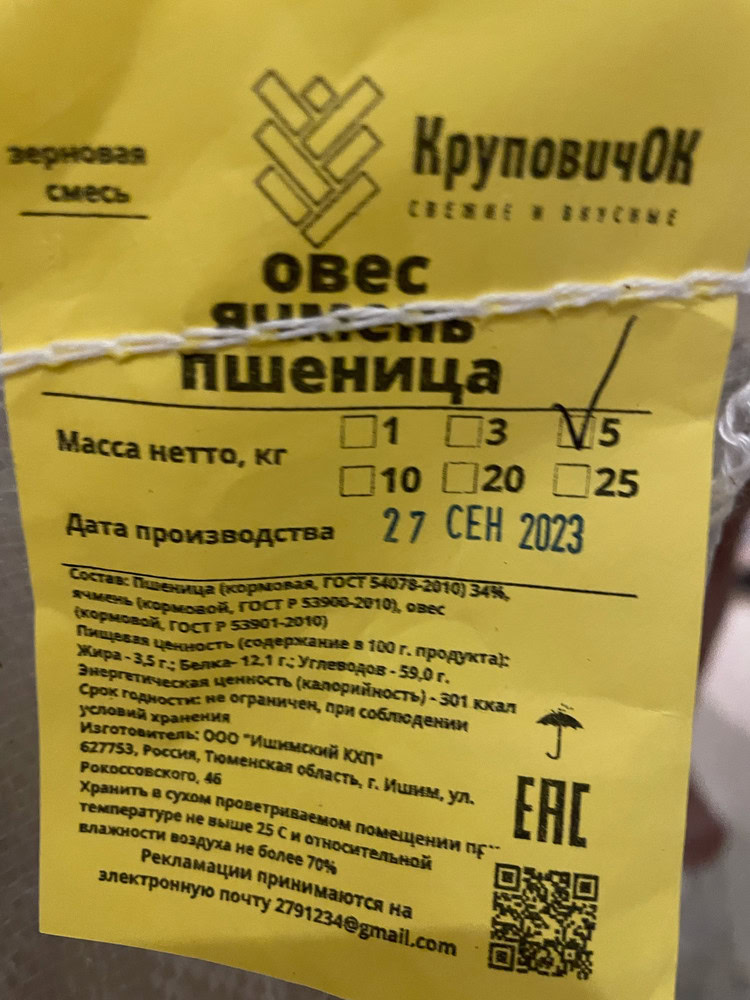 зерновая
смесь
КруповичОК
СВЕЖИЕ И ВКУСНЫЕ
овес
ячмень
пшеница
Масса нетто, кг
1 3 5
10 20 25
Дата производства 27 СЕН 2023
Состав: Пшеница (кормовая, ГОСТ 54078-2010) 34%,
ячмень (кормовой, ГОСТ Р 53900-2010), овес
(кормовой, ГОСТ Р 53901-2010)
Пищевая ценность (содержание в 100 г. продукта):
Жира - 3,5 г.; Белка- 12,1 г.; Углеводов - 59,0 г.
Энергетическая ценность (калорийность) - 301 ккал
Срок годности: не ограничен, при соблюдении
условий хранения
Изготовитель: ООО "Ишимский КХП"
627753, Россия, Тюменская область, г. Ишим, ул.
Рокоссовского, 46
Хранить в сухом проветриваемом помещении
температуре не выше 25 С и относительной
влажности воздуха не более 70%
Рекламации принимаются на
электронную почту 2791234@gmail.com
ЕАС